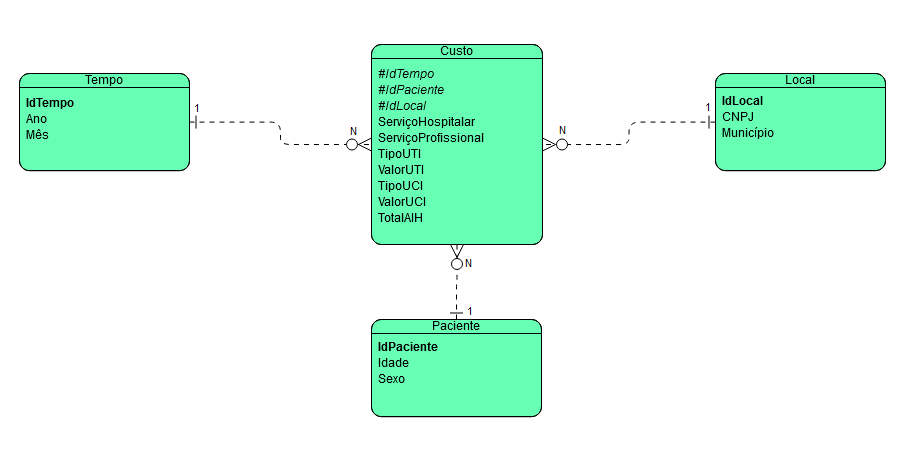 Tempo
IdTempo
Ano
Mês
1
N
Custo
#IdTempo
#IdPaciente
#IdLocal
ServiçoHospitalar
ServiçoProfissional
TipoUTI
ValorUTI
TipoUCI
ValorUCI
TotalAIH
N
1
Local
IdLocal
CNPJ
Município
N
1
Paciente
IdPaciente
Idade
Sexo